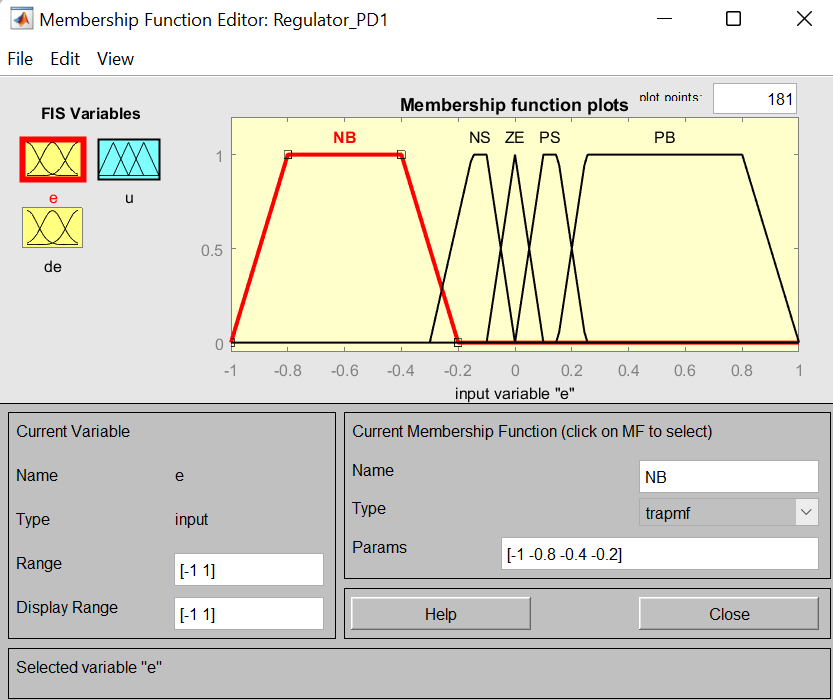 Membership Function Editor: Regulator_PD1
File Edit View
FIS Variables
e
u
de
Membership function plots
plot points:
181
NB NS ZE PS PB
1
0.5
0
-1 -0.8 -0.6 -0.4 -0.2 0 0.2 0.4 0.6 0.8 1
input variable "e"
Current Variable
Name e
Type input
Range [-1 1]
Display Range [-1 1]
Current Membership Function (click on MF to select)
Name NB
Type trapmf
Params [-1 -0.8 -0.4 -0.2]
Help Close
Selected variable "e"